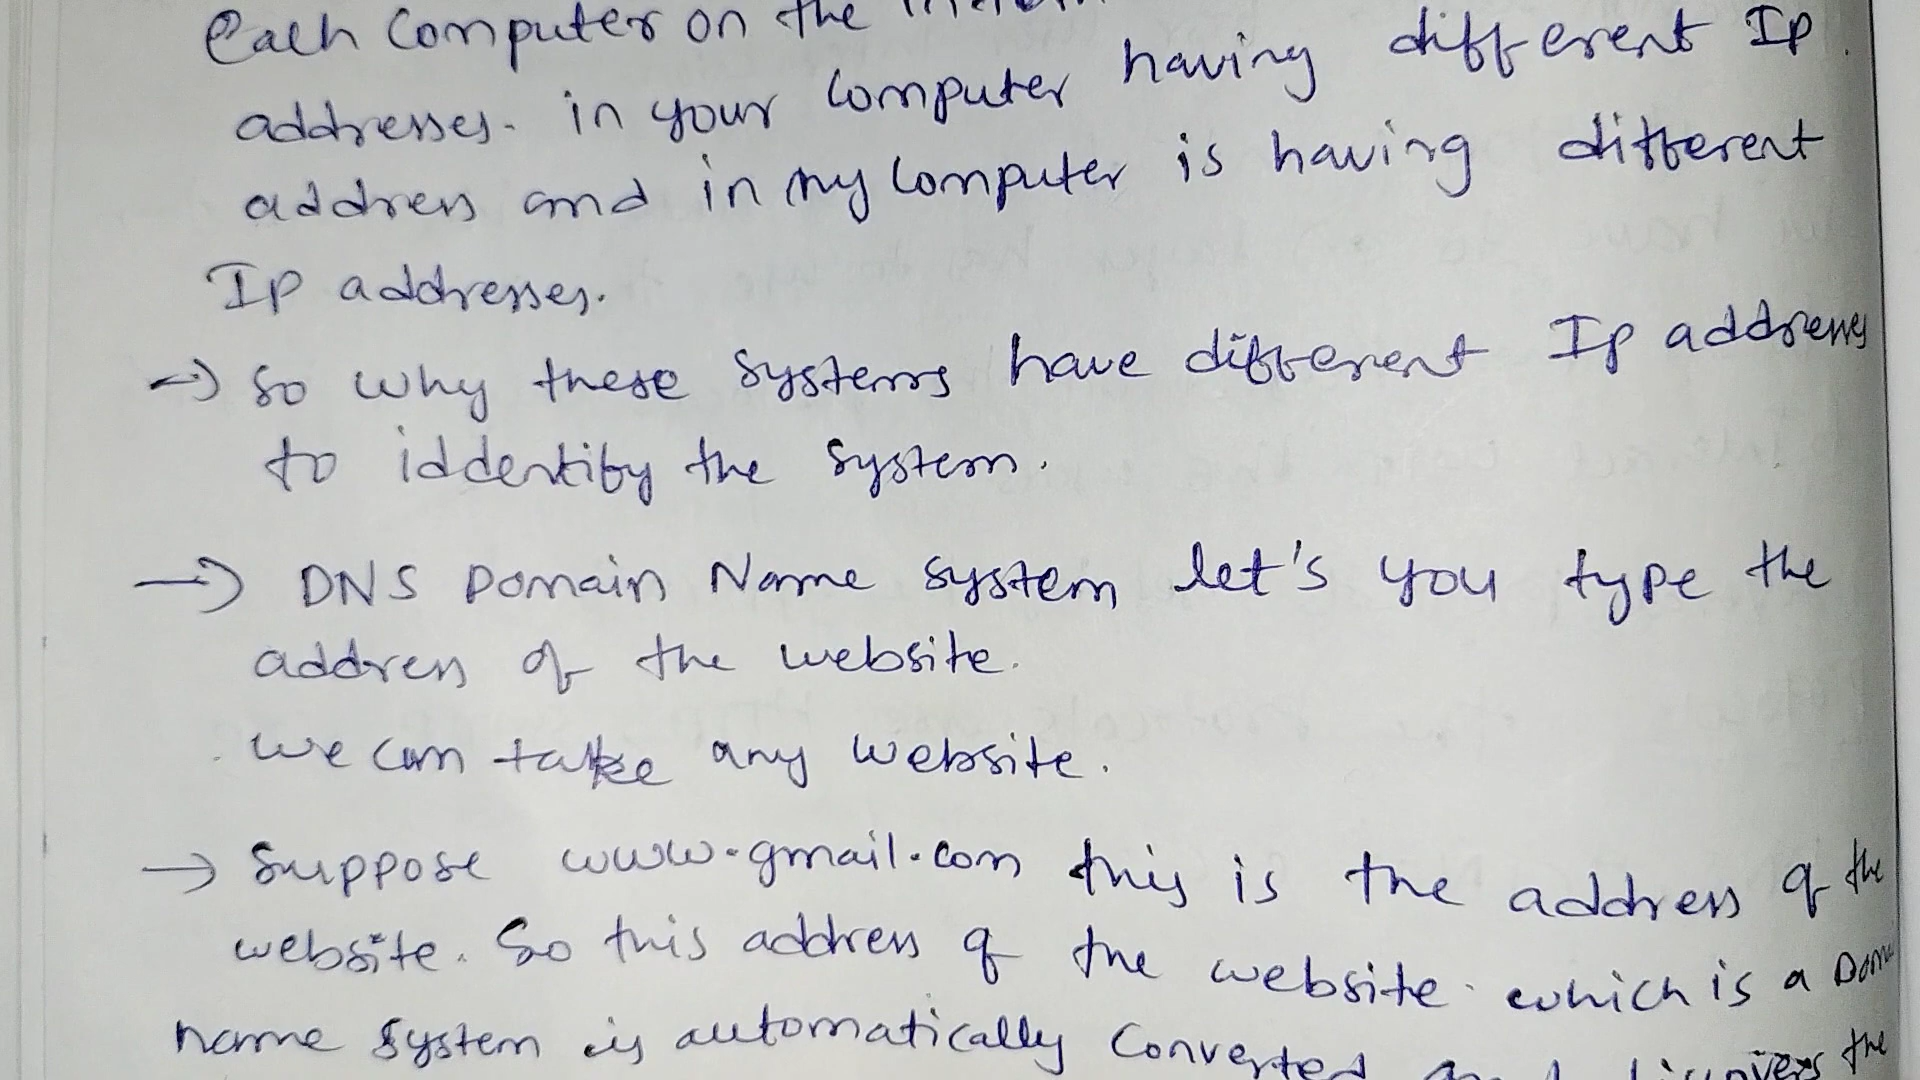 Each Computer on the
addresses. in your Computer having different Ip
address and in my Computer is having different
Ip addresses.
-> So why these systems have different Ip addresses
to iddentify the system.
-> DNS Domain Name system let's you type the
address of the website.
we can take any website.
-> Suppose www.gmail.com this is the address of the
website. So this address of the website which is a
name system is automatically Converted and the